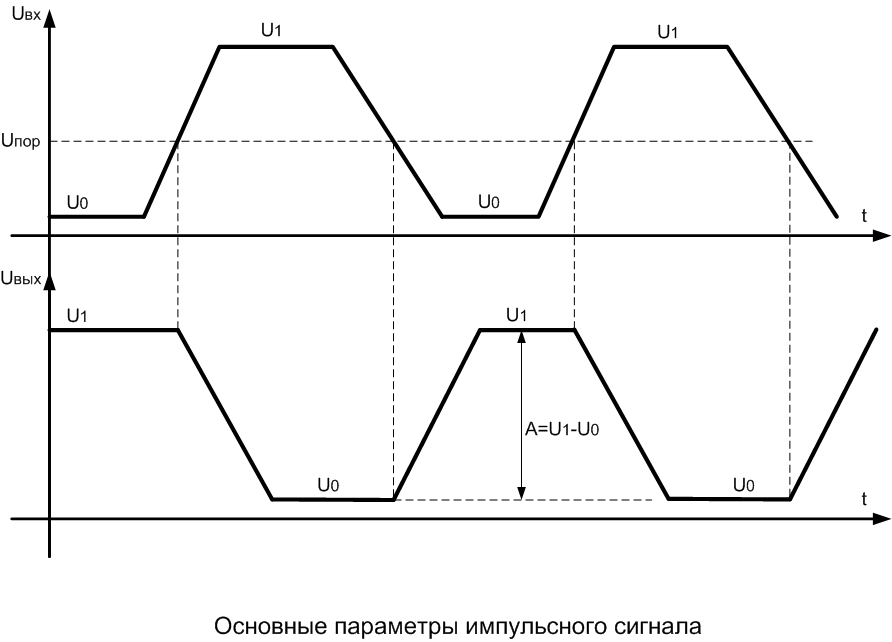 Uвх
U1
U1
Uпор
U0
U0
t
Uвых
U1
U1
A=U1-U0
U0
U0
t
Основные параметры импульсного сигнала